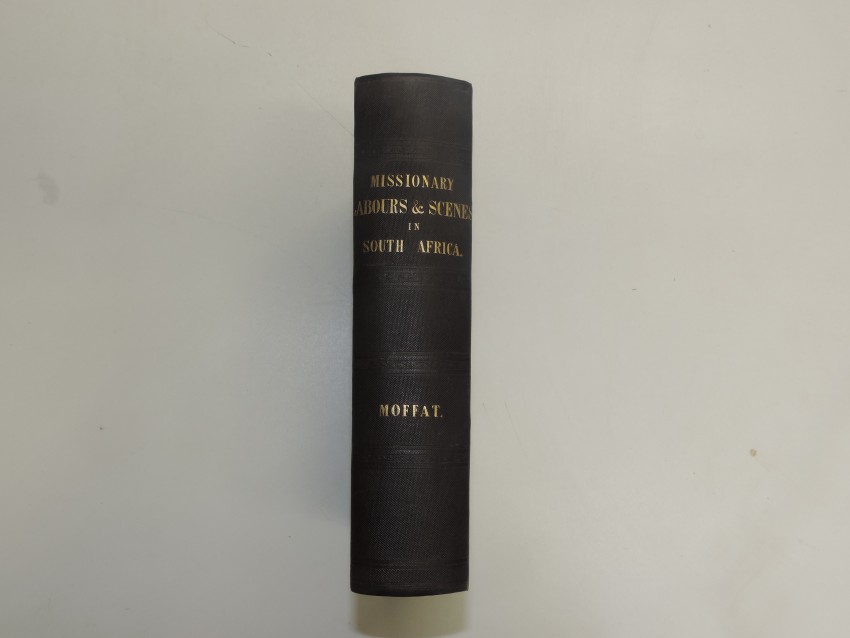 MISSIONARY
LABOURS & SCENES
IN
SOUTH AFRICA.
MOFFAT.